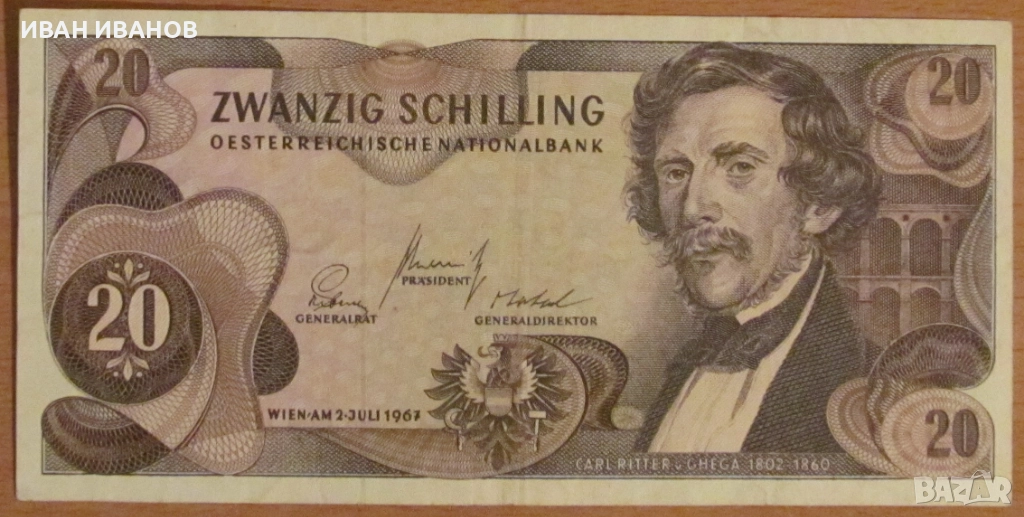 ИВАН ИВАНОВ
20
20
ZWANZIG SCHILLING
OESTERREICHISCHE NATIONALBANK
PRÄSIDENT
GENERALRAT
GENERALDIREKTOR
20
WIEN·AM 2·JULI 1967
20
CARL RITTER v GHEGA 1802-1860
BAZAR